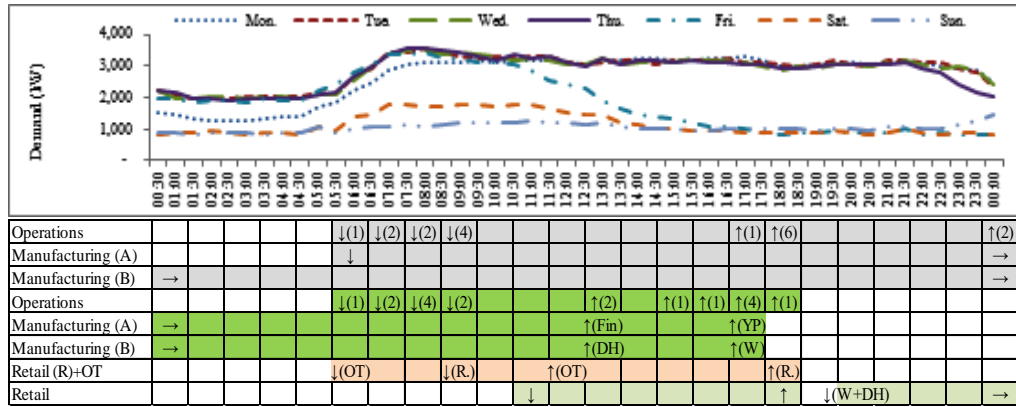 Mon. Tue. Wed. Thu. Fri. Sat. Sun.
4,000
3,000
2,000
1,000
-
Demand (kW)
00:30 01:00 01:30 02:00 02:30 03:00 03:30 04:00 04:30 05:00 05:30 06:00 06:30 07:00 07:30 08:00 08:30 09:00 09:30 10:00 10:30 11:00 11:30 12:00 12:30 13:00 13:30 14:00 14:30 15:00 15:30 16:00 16:30 17:00 17:30 18:00 18:30 19:00 19:30 20:00 20:30 21:00 21:30 22:00 22:30 23:00 23:30 00:00
Operations ↓(1) ↓(2) ↓(2) ↓(4) ↑(1) ↑(6) ↑(2)
Manufacturing (A) ↓ →
Manufacturing (B) → →
Operations ↓(1) ↓(2) ↓(4) ↓(2) ↑(2) ↑(1) ↑(1) ↑(4) ↑(1)
Manufacturing (A) → ↑(Fin) ↑(YP)
Manufacturing (B) → ↑(DH) ↑(W)
Retail (R)+OT ↓(OT) ↓(R.) ↑(OT) ↑(R.)
Retail ↓ ↑ ↓(W+DH) →